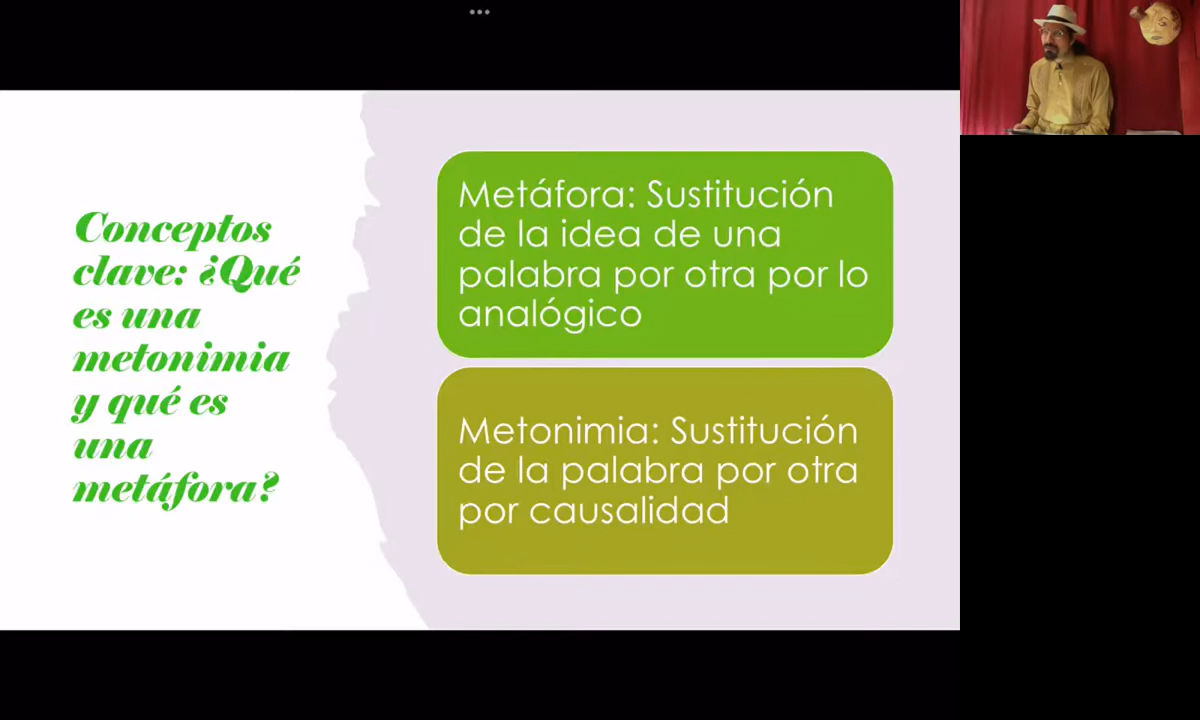 Conceptos
clave: ¿Qué
es una
metonimia
y qué es
una
metáfora?
Metáfora: Sustitución
de la idea de una
palabra por otra por lo
analógico
Metonimia: Sustitución
de la palabra por otra
por causalidad